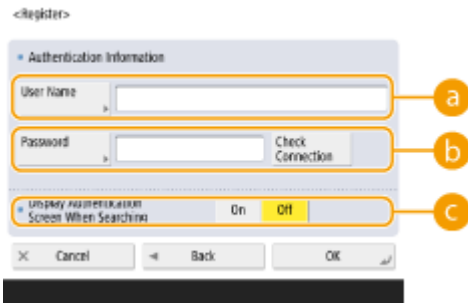 <Register>
Authentication Information
User Name
a
Password
Check
Connection
b
Display Authentication
Screen When Searching
On
Off
c
Cancel
Back
OK